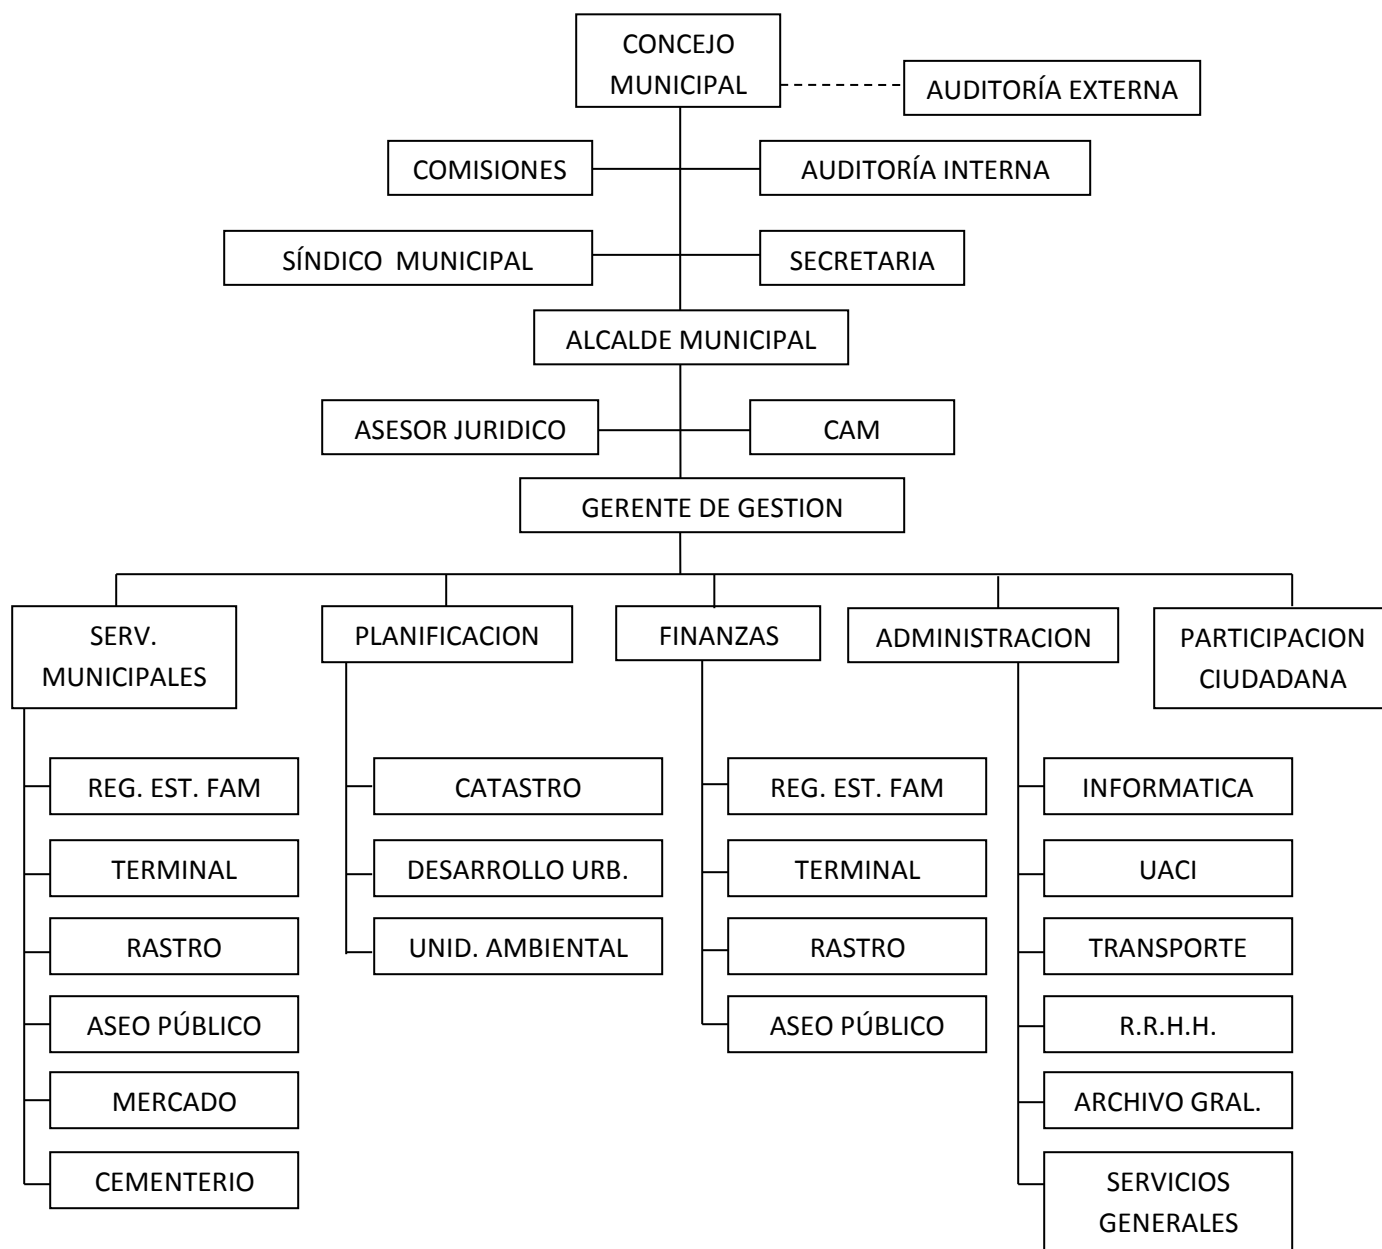 CONCEJO
MUNICIPAL
AUDITORÍA EXTERNA
COMISIONES
AUDITORÍA INTERNA
SÍNDICO MUNICIPAL
SECRETARIA
ALCALDE MUNICIPAL
ASESOR JURIDICO
CAM
GERENTE DE GESTION
SERV.
MUNICIPALES
PLANIFICACION
FINANZAS
ADMINISTRACION
PARTICIPACION
CIUDADANA
REG. EST. FAM
TERMINAL
RASTRO
ASEO PÚBLICO
MERCADO
CEMENTERIO
CATASTRO
DESARROLLO URB.
UNID. AMBIENTAL
REG. EST. FAM
TERMINAL
RASTRO
ASEO PÚBLICO
INFORMATICA
UACI
TRANSPORTE
R.R.H.H.
ARCHIVO GRAL.
SERVICIOS
GENERALES